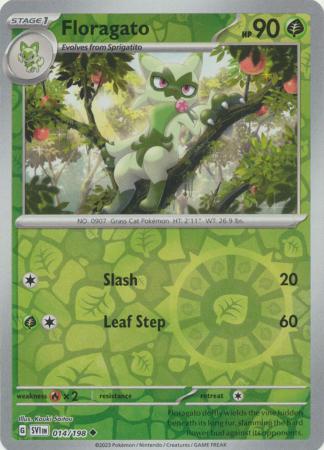 STAGE 1
Floragato
HP 90
Evolves from Sprigatito
NO. 0907 Grass Cat Pokémon HT: 2'11" WT: 26.9 lbs.
Slash 20
Leaf Step 60
weakness ×2 resistance retreat
Illus. Kouki Saitou
G SVI EN 014/198
Floragato deftly wields the vine hidden
beneath its long fur, slamming the hard
flower bud against its opponents.
©2023 Pokémon / Nintendo / Creatures / GAME FREAK